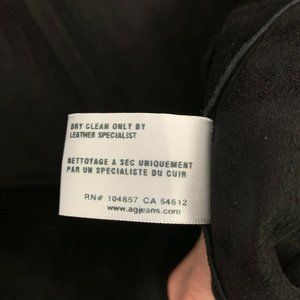 DRY CLEAN ONLY BY
LEATHER SPECIALIST
NETTOYAGE A SEC UNIQUEMENT
PAR UN SPECIALISTE DU CUIR
RN# 104857 CA 54612
www.agjeans.com